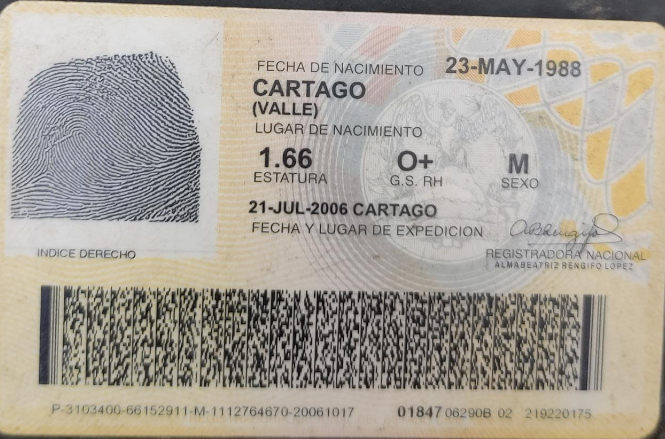 FECHA DE NACIMIENTO 23-MAY-1988
CARTAGO
(VALLE)
LUGAR DE NACIMIENTO
1.66 O+ M
ESTATURA G.S. RH SEXO
21-JUL-2006 CARTAGO
FECHA Y LUGAR DE EXPEDICION
INDICE DERECHO
REGISTRADORA NACIONAL
ALMABEATRIZ RENGIFO LOPEZ
P-3103400-66152911-M-1112764670-20061017 01847 06290B 02 219220175